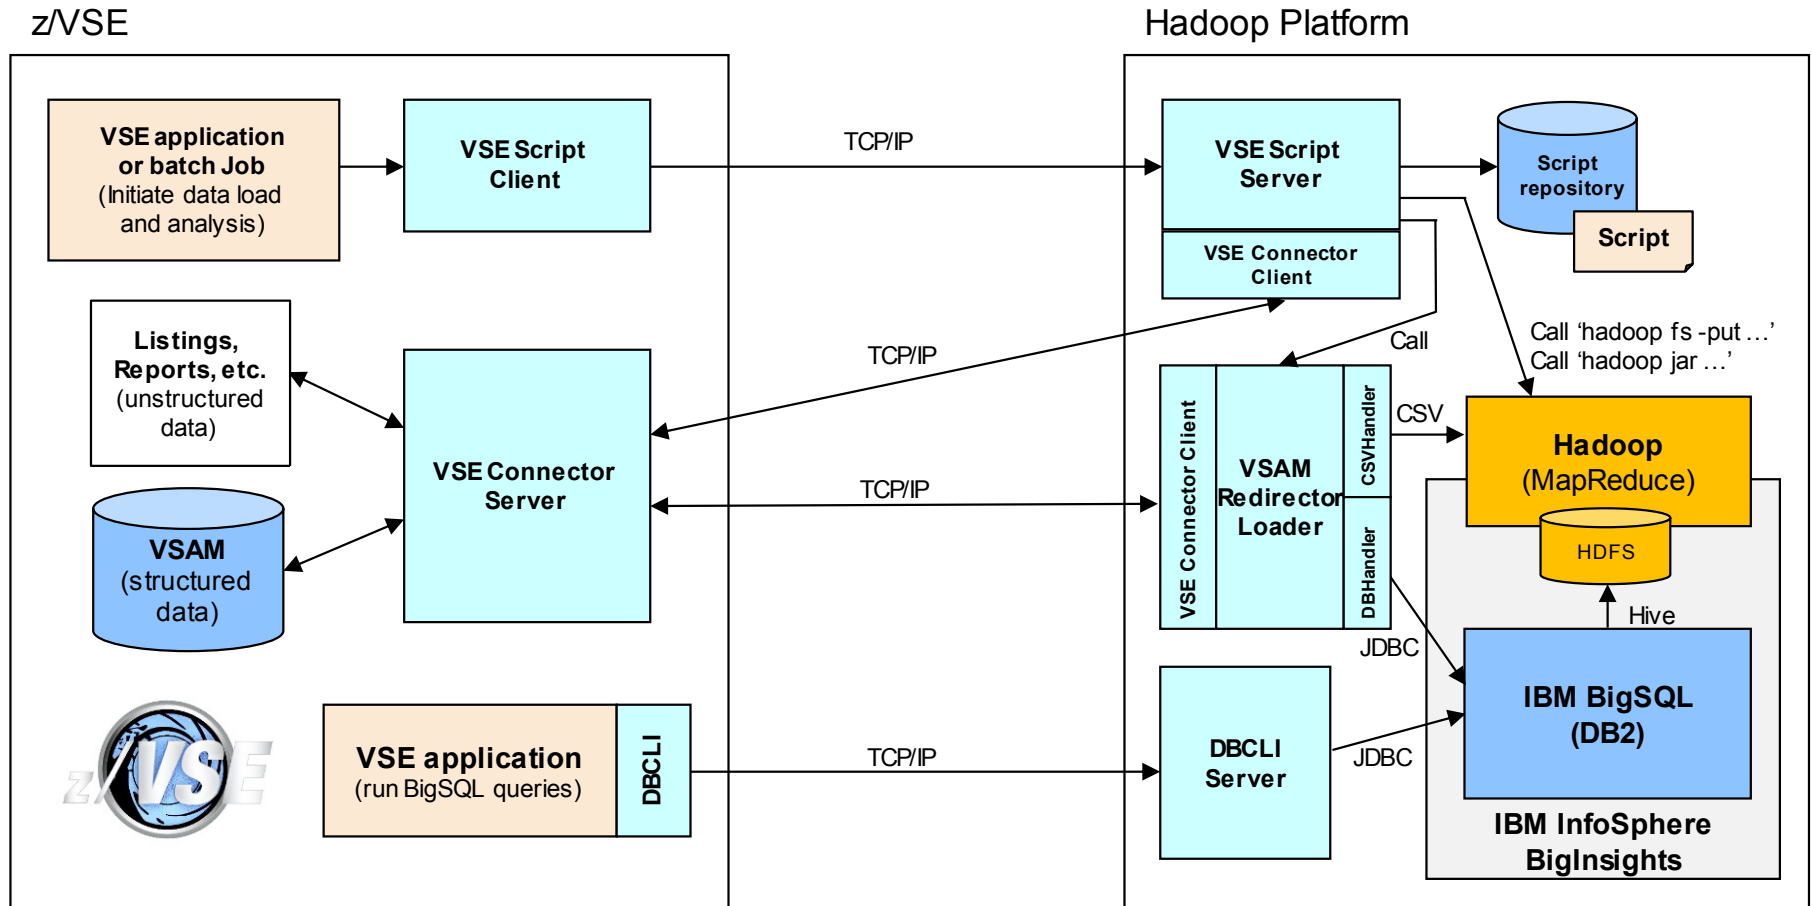 z/VSE
Hadoop Platform
VSE application
or batch Job
(Initiate data load
and analysis)
VSE Script
Client
TCP/IP
VSE Script
Server
VSE Connector
Client
Script
repository
Script
Listings,
Reports, etc.
(unstructured
data)
VSAM
(structured
data)
VSE Connector
Server
TCP/IP
TCP/IP
Call
Call ‘hadoop fs -put …’
Call ‘hadoop jar …’
VSE Connector Client
VSAM
Redirector
Loader
CSVHandler
DBHandler
CSV
JDBC
Hadoop
(MapReduce)
HDFS
Hive
IBM BigSQL
(DB2)
IBM InfoSphere
BigInsights
z/VSE
VSE application
(run BigSQL queries)
DBCLI
TCP/IP
DBCLI
Server
JDBC